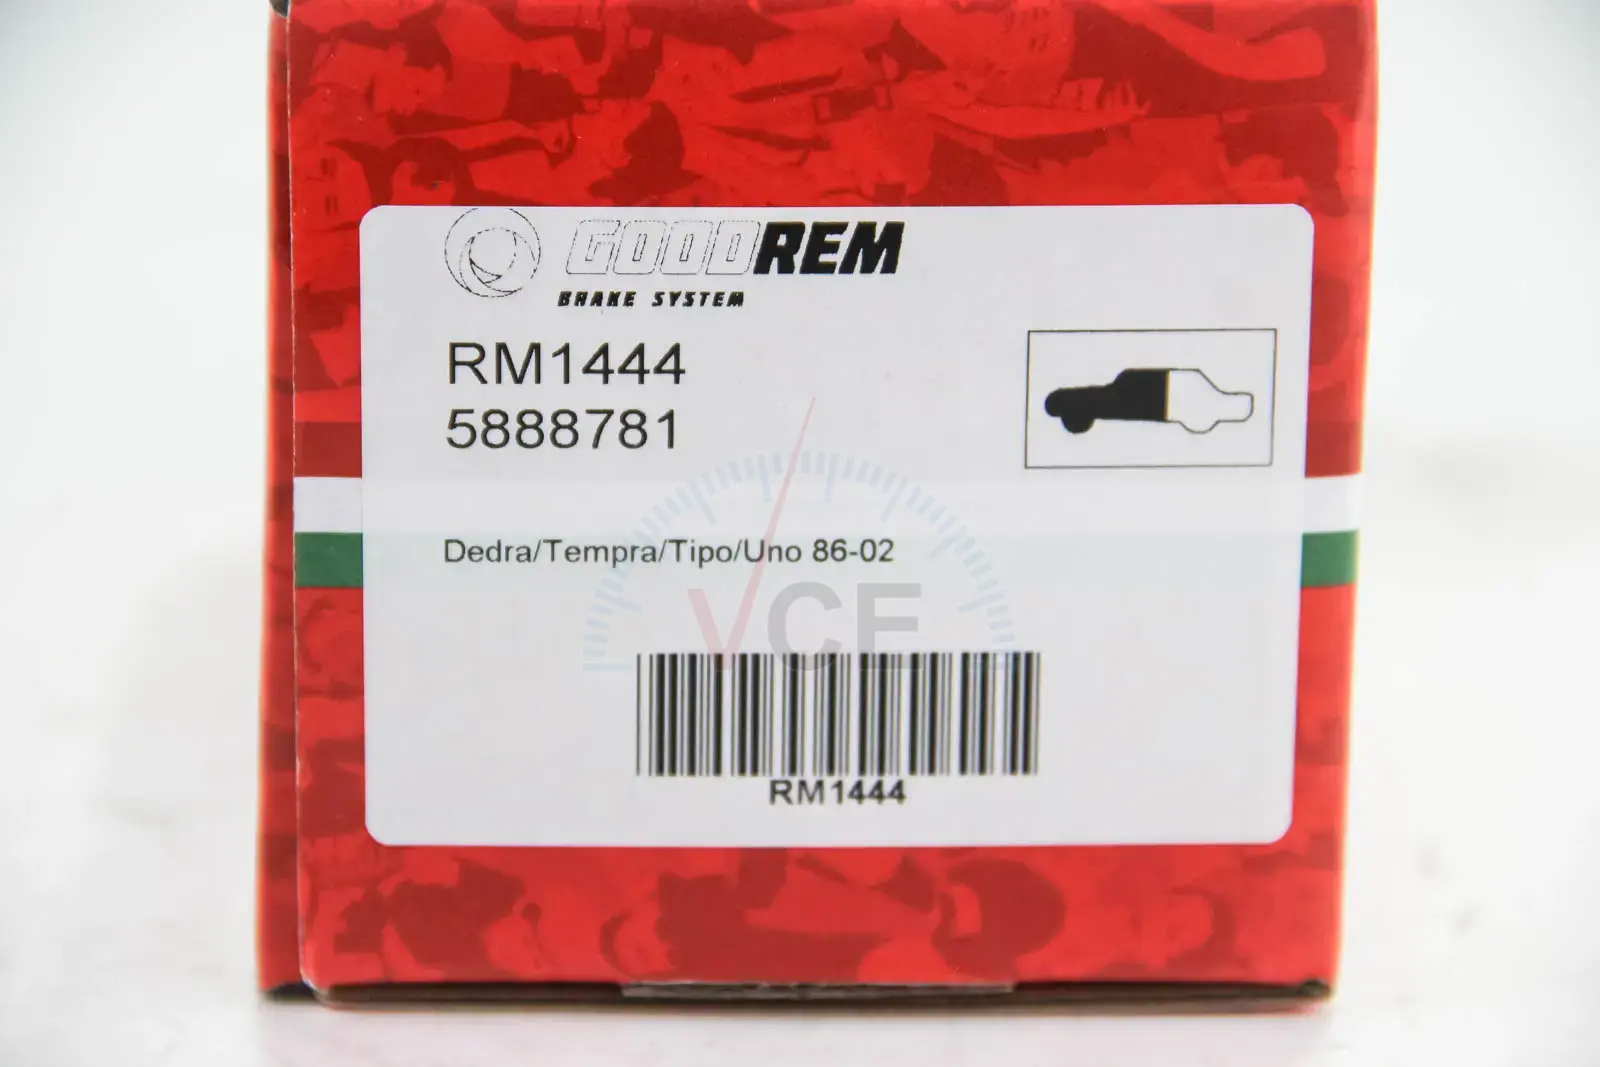 GOODREM
BRAKE SYSTEM
RM1444
5888781
Dedra/Tempra/Tipo/Uno 86-02
VCE
RM1444